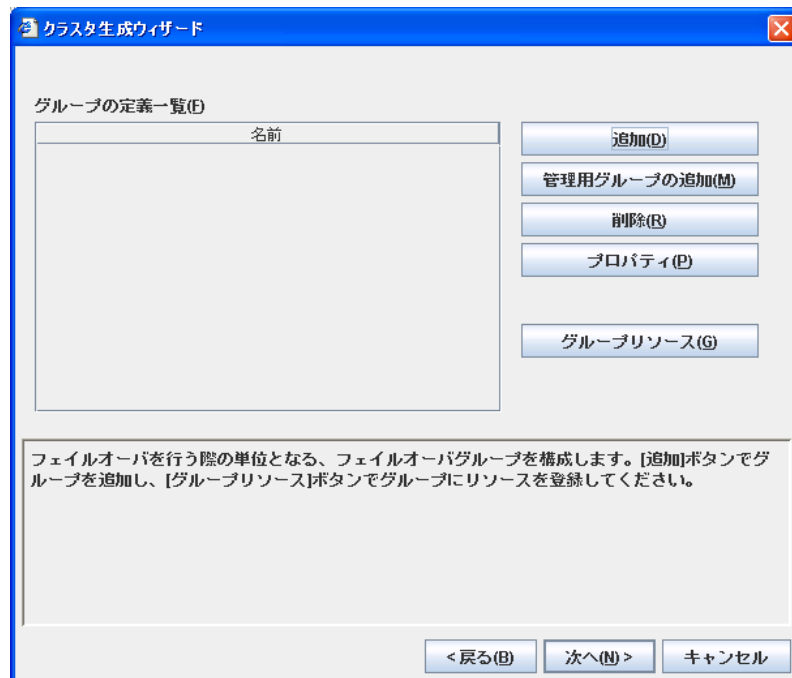 クラスタ生成ウィザード
グループの定義一覧(F)
名前
追加(D)
管理用グループの追加(M)
削除(R)
プロパティ(P)
グループリソース(G)
フェイルオーバを行う際の単位となる、フェイルオーバグループを構成します。[追加]ボタンでグ
ループを追加し、[グループリソース]ボタンでグループにリソースを登録してください。
<戻る(B)
次へ(N)>
キャンセル